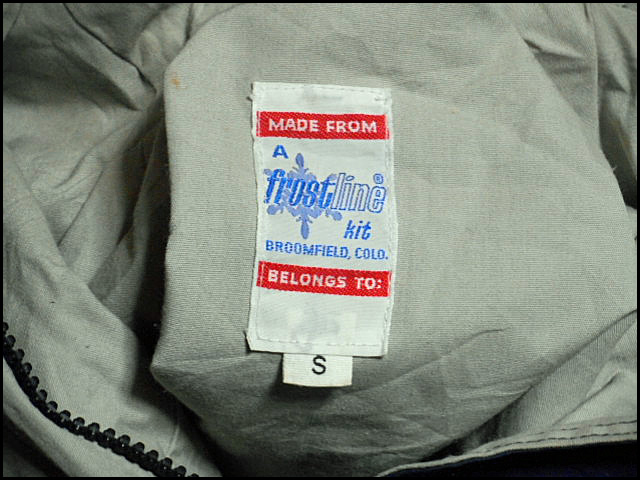 MADE FROM
A
frostline®
kit
BROOMFIELD, COLO.
BELONGS TO:
S